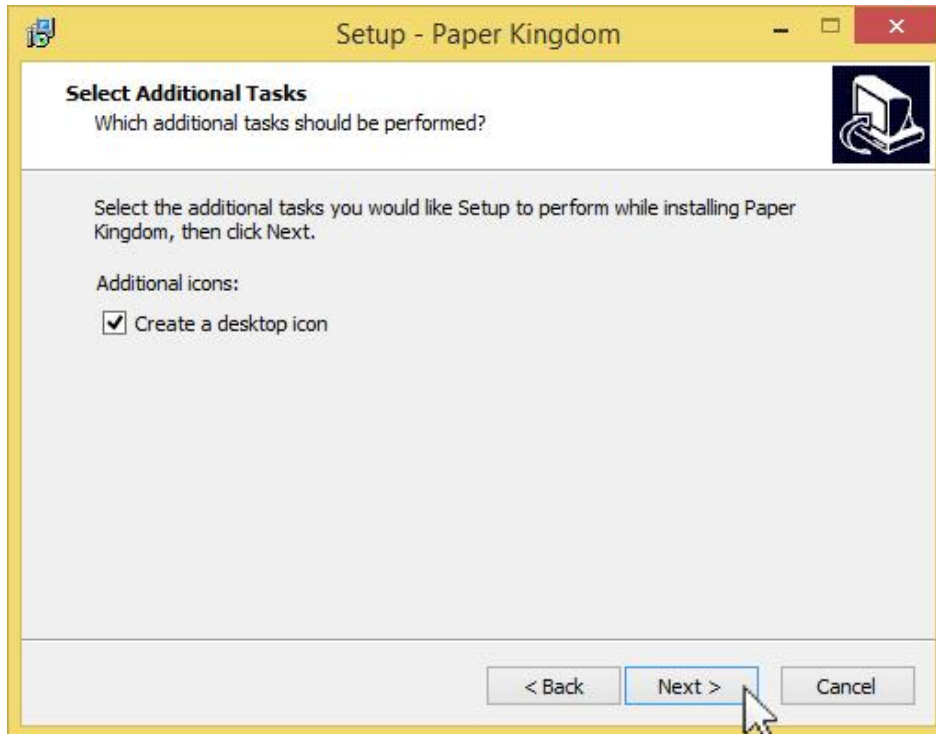 Setup - Paper Kingdom
Select Additional Tasks
Which additional tasks should be performed?
Select the additional tasks you would like Setup to perform while installing Paper
Kingdom, then click Next.
Additional icons:
Create a desktop icon
< Back
Next >
Cancel